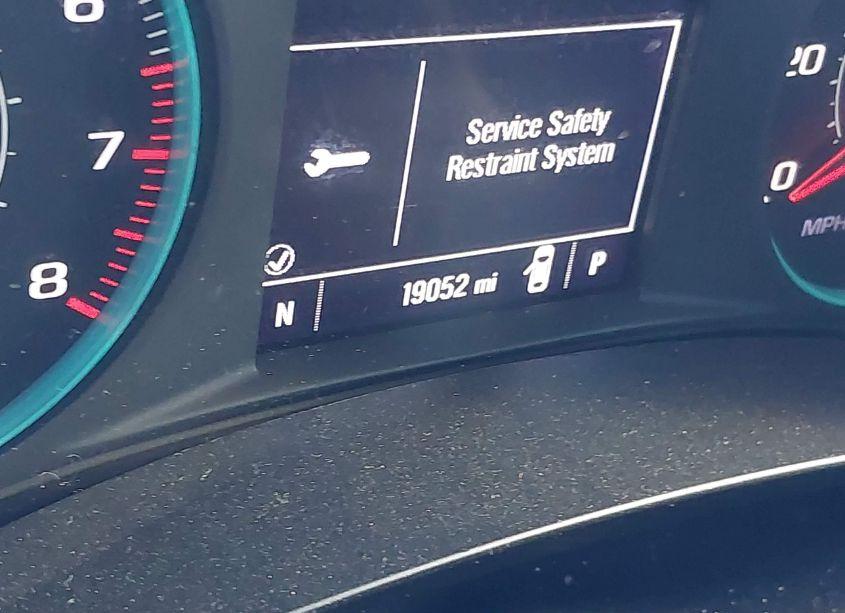 6
7
8
Service Safety
Restraint System
N
19052 mi
P
20
0
MPH